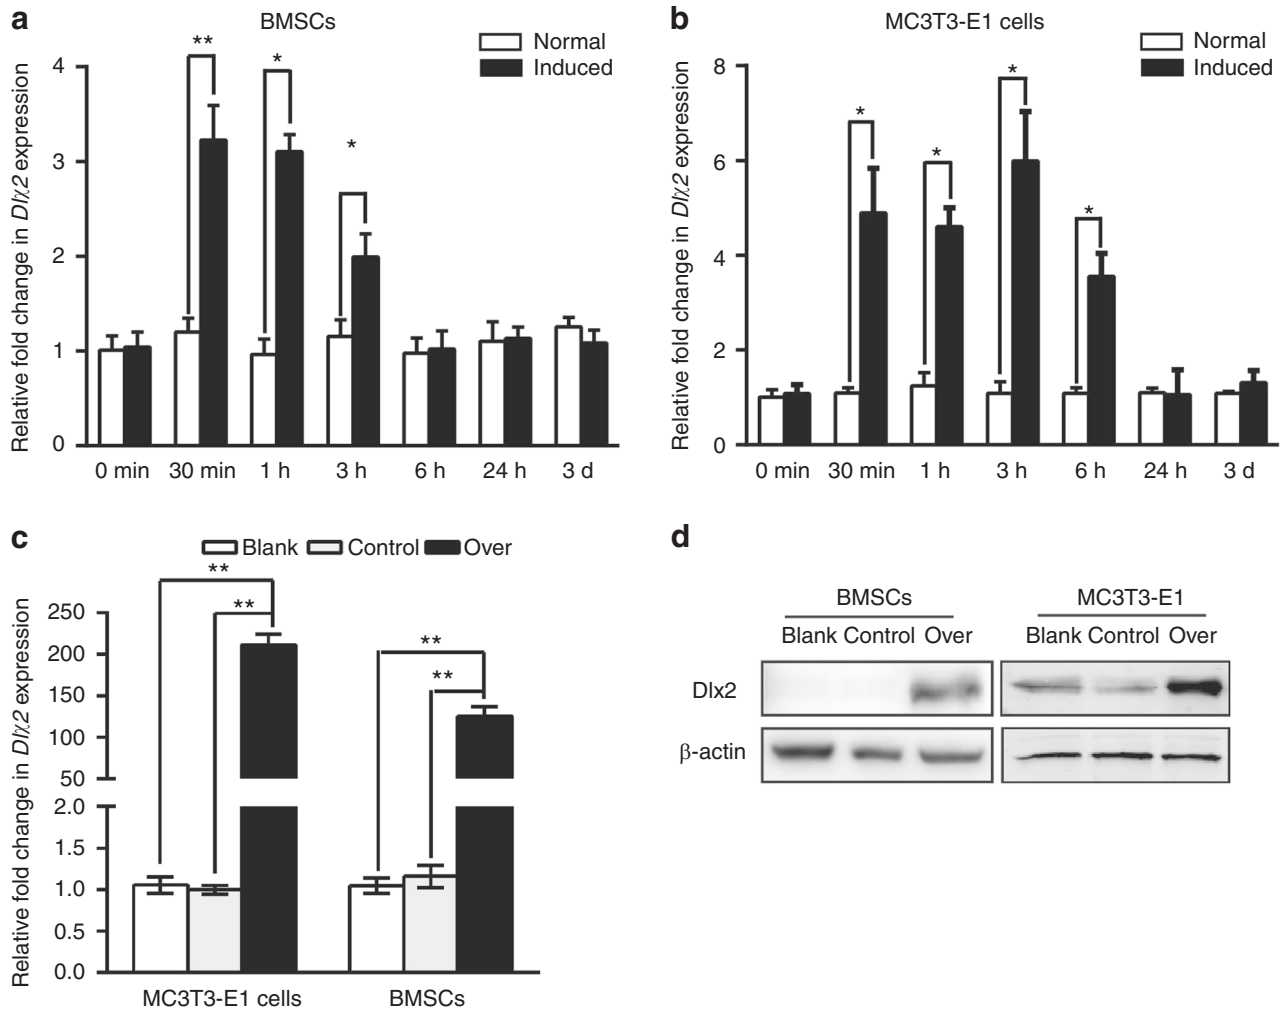 a
BMSCs
Normal
Induced
**
*
*
Relative fold change in Dlχ2 expression
4
3
2
1
0
0 min 30 min 1 h 3 h 6 h 24 h 3 d
b
MC3T3-E1 cells
Normal
Induced
*
*
*
*
Relative fold change in Dlχ2 expression
8
6
4
2
0
0 min 30 min 1 h 3 h 6 h 24 h 3 d
c
Blank Control Over
**
**
**
**
Relative fold change in Dlχ2 expression
250
200
150
100
50
2.0
1.5
1.0
0.5
0.0
MC3T3-E1 cells BMSCs
d
BMSCs MC3T3-E1
Blank Control Over Blank Control Over
Dlx2
β-actin